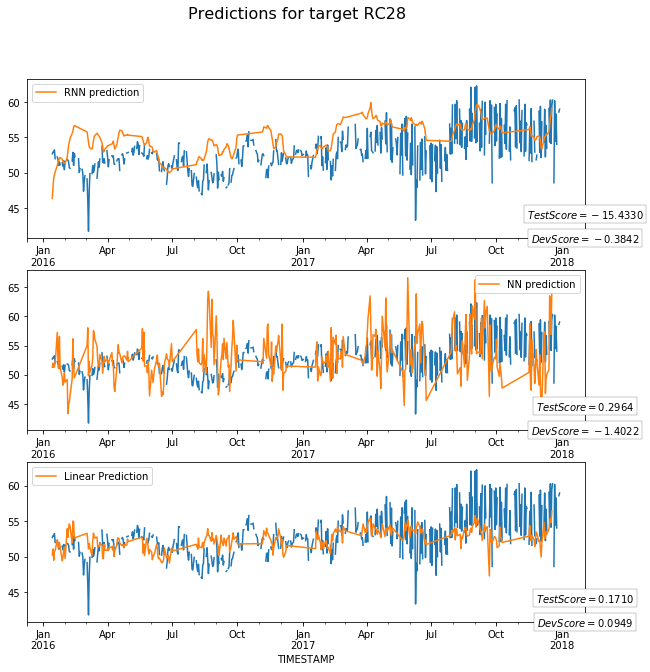 Predictions for target RC28
RNN prediction
60
55
50
45
TestScore = −15.4330
DevScore = −0.3842
Jan 2016 Apr Jul Oct Jan 2017 Apr Jul Oct Jan 2018
NN prediction
65
60
55
50
45
TestScore = 0.2964
DevScore = −1.4022
Jan 2016 Apr Jul Oct Jan 2017 Apr Jul Oct Jan 2018
Linear Prediction
60
55
50
45
TestScore = 0.1710
DevScore = 0.0949
Jan 2016 Apr Jul Oct Jan 2017 Apr Jul Oct Jan 2018
TIMESTAMP